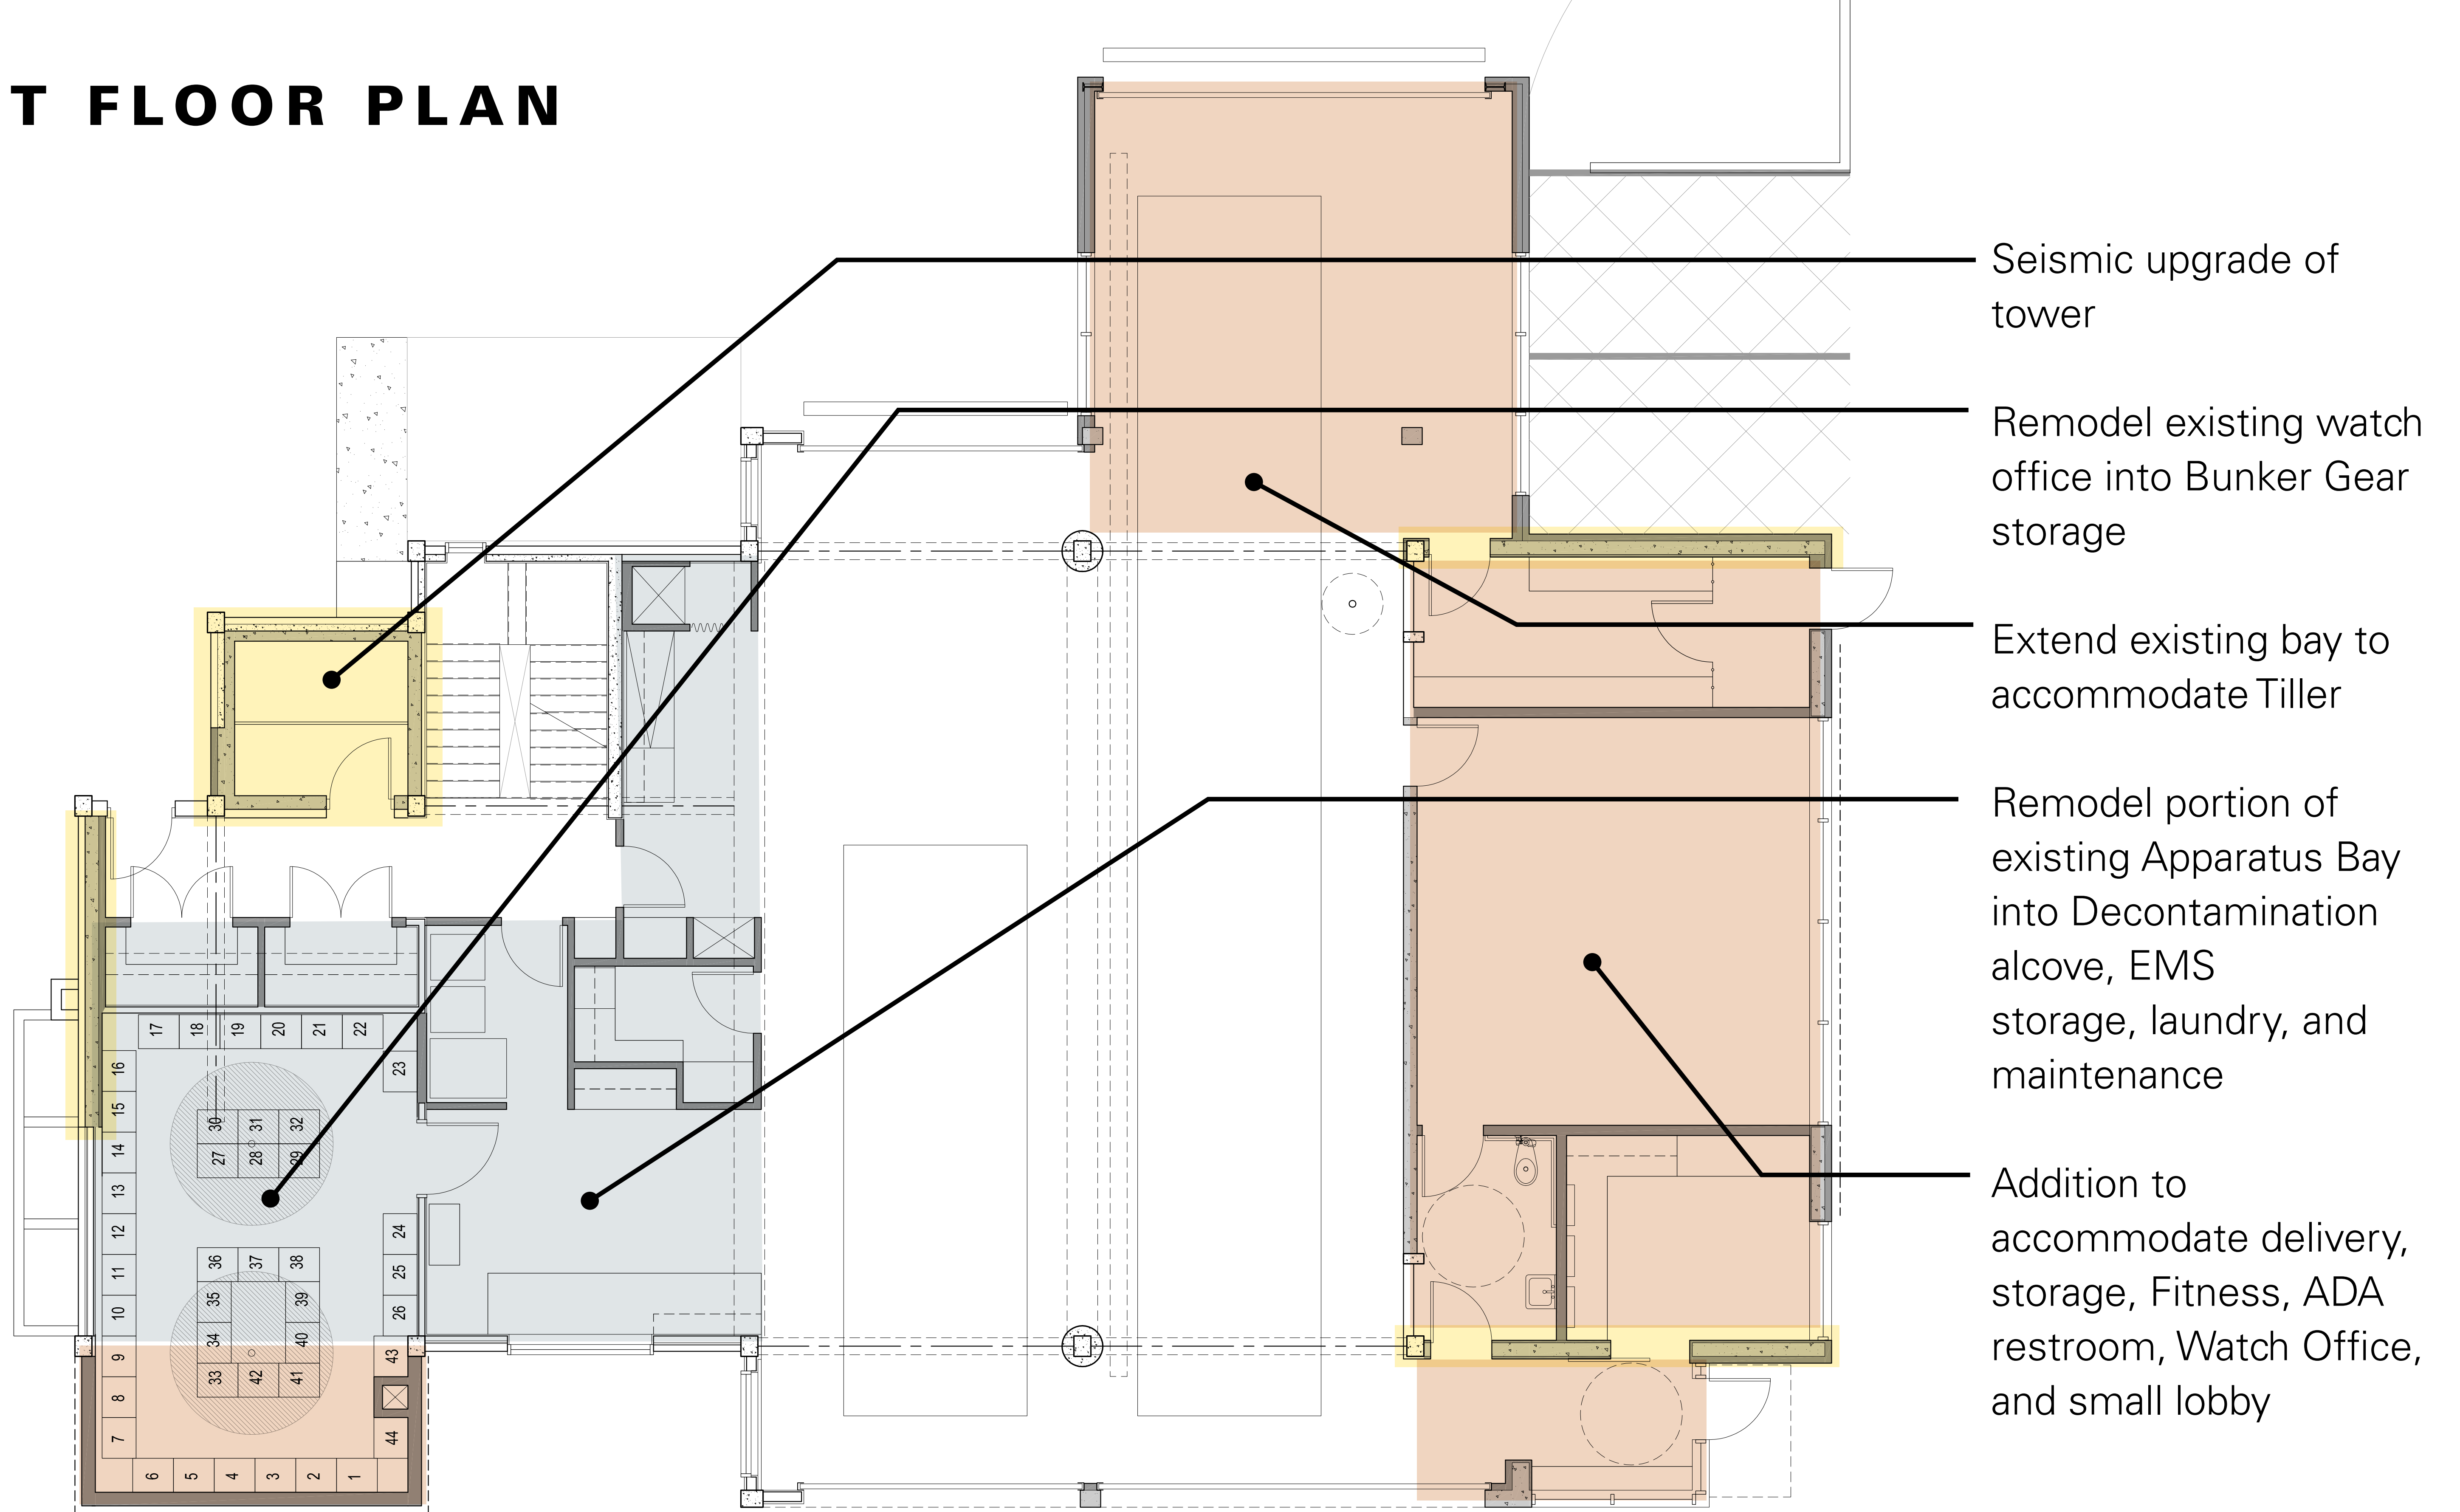 T FLOOR PLAN
Seismic upgrade of
tower
Remodel existing watch
office into Bunker Gear
storage
Extend existing bay to
accommodate Tiller
Remodel portion of
existing Apparatus Bay
into Decontamination
alcove, EMS
storage, laundry, and
maintenance
Addition to
accommodate delivery,
storage, Fitness, ADA
restroom, Watch Office,
and small lobby
17 18 19 20 21 22
16 23
15
30 31 32
14
27 28 29
13
12 24
36 37 38
11 25
35 39
10 26
34 40
9 43
33 42 41
8
7 44
6 5 4 3 2 1